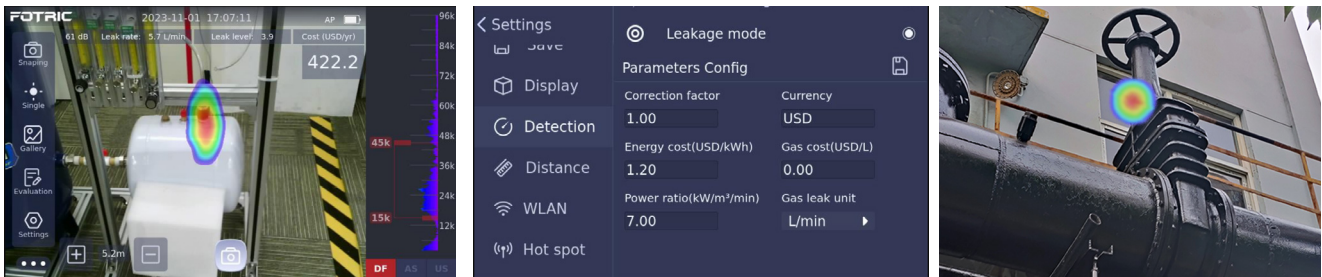 FOTRIC
2023-11-01 17:07:11
AP
61 dB Leak rate: 5.7 L/min Leak level: 3.9 Cost (USD/yr)
422.2
Snaping
Single
Gallery
Evaluation
Settings
5.2m
96k
84k
72k
60k
48k
45k
36k
24k
15k
12k
DF AS US
Settings
Save
Display
Detection
Distance
WLAN
Hot spot
Leakage mode
Parameters Config
Correction factor Currency
1.00 USD
Energy cost(USD/kWh) Gas cost(USD/L)
1.20 0.00
Power ratio(kW/m³/min) Gas leak unit
7.00 L/min